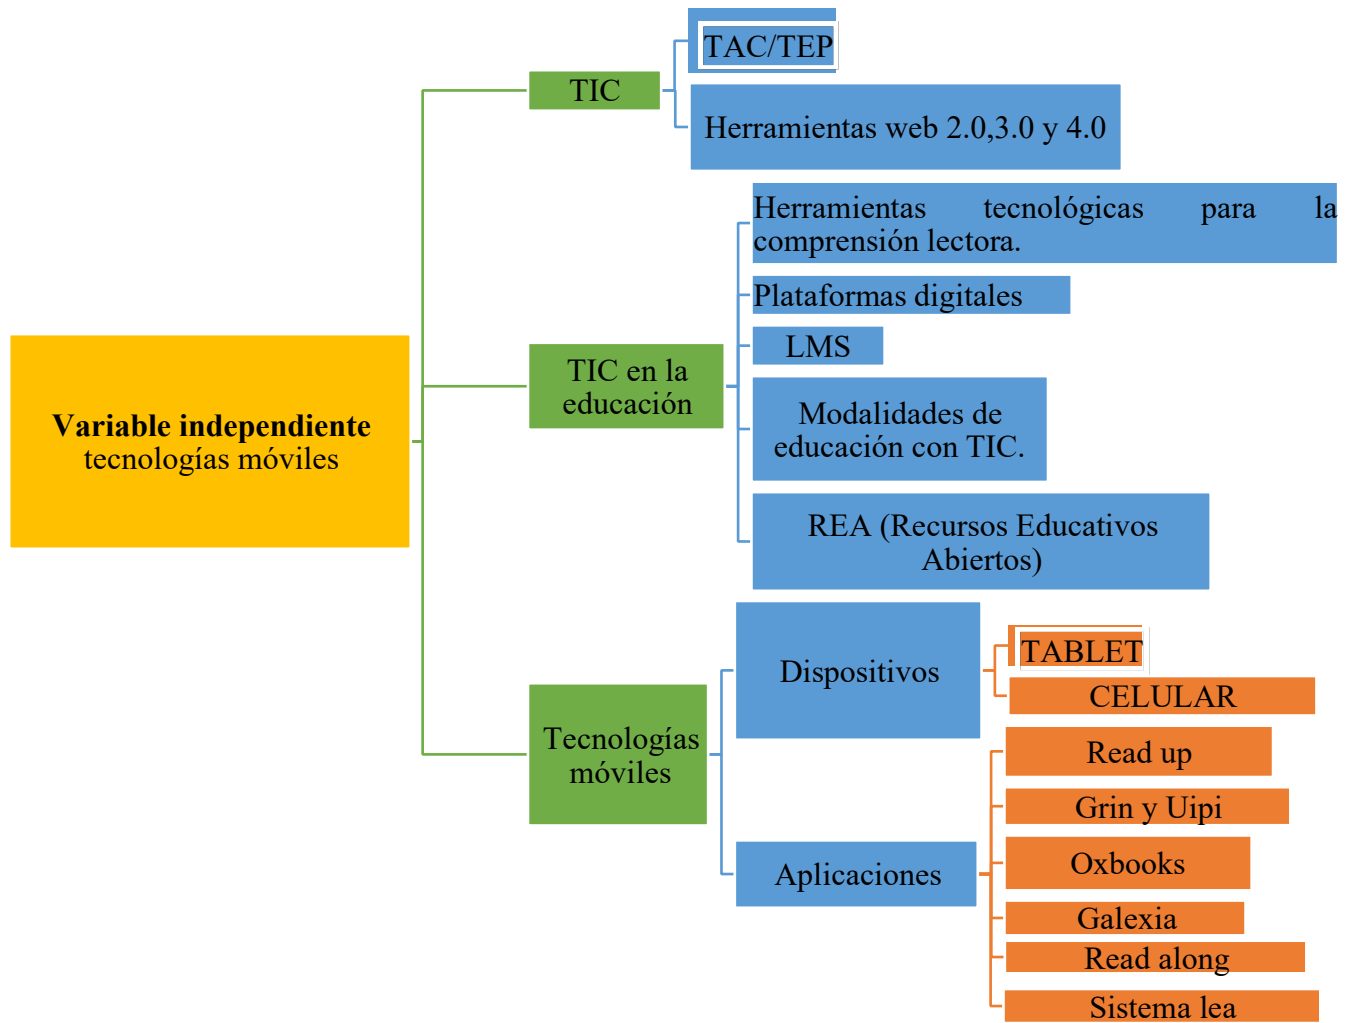 TAC/TEP
TIC
Herramientas web 2.0,3.0 y 4.0
Herramientas tecnológicas para la
comprensión lectora.
Plataformas digitales
LMS
TIC en la
educación
Modalidades de
educación con TIC.
Variable independiente
tecnologías móviles
REA (Recursos Educativos
Abiertos)
Dispositivos
TABLET
CELULAR
Tecnologías
móviles
Read up
Grin y Uipi
Oxbooks
Aplicaciones
Galexia
Read along
Sistema lea